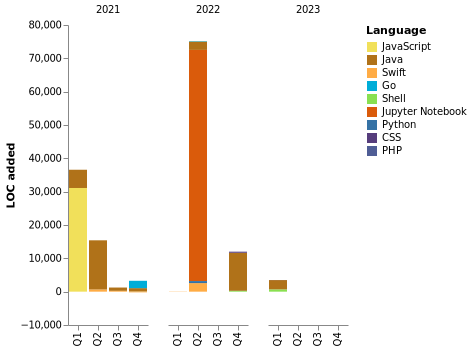 2021 2022 2023
Language
JavaScript
Java
Swift
Go
Shell
Jupyter Notebook
Python
CSS
PHP
LOC added
80,000
70,000
60,000
50,000
40,000
30,000
20,000
10,000
0
−10,000
Q1 Q2 Q3 Q4 Q1 Q2 Q3 Q4 Q1 Q2 Q3 Q4